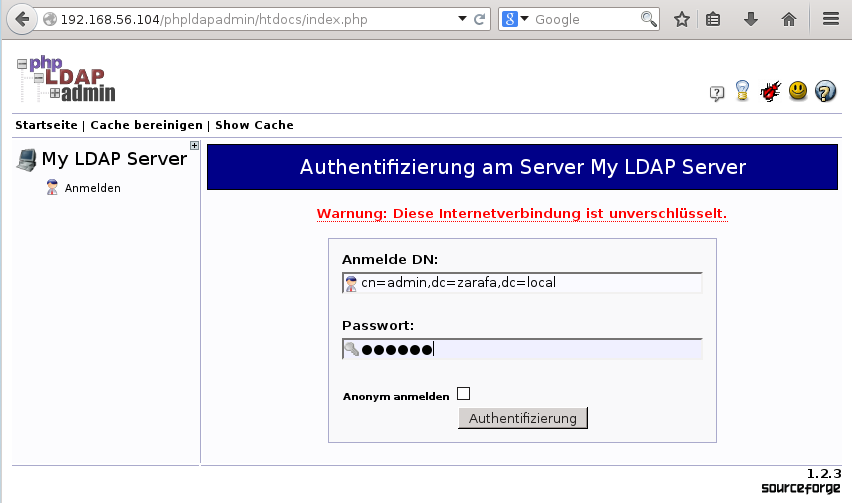 192.168.56.104/phpldapadmin/htdocs/index.php
Google
php
LDAP
admin
Startseite | Cache bereinigen | Show Cache
My LDAP Server
Anmelden
Authentifizierung am Server My LDAP Server
Warnung: Diese Internetverbindung ist unverschlüsselt.
Anmelde DN:
cn=admin,dc=zarafa,dc=local
Passwort:
●●●●●●
Anonym anmelden
Authentifizierung
1.2.3
sourceforge